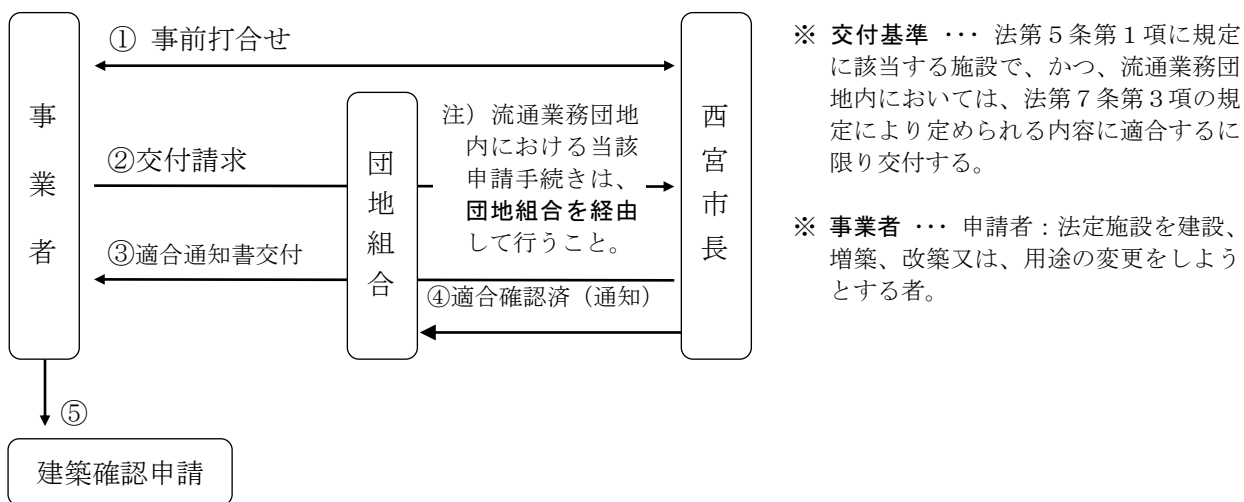 ① 事前打合せ
事業者
②交付請求
③適合通知書交付
団地組合
注）流通業務団地
内における当該
申請手続きは、
団地組合を経由
して行うこと。
④適合確認済（通知）
西宮市長
⑤
建築確認申請
※ 交付基準 … 法第５条第１項に規定
に該当する施設で、かつ、流通業務団
地内においては、法第７条第３項の規
定により定められる内容に適合するに
限り交付する。
※ 事業者 … 申請者：法定施設を建設、
増築、改築又は、用途の変更をしよう
とする者。